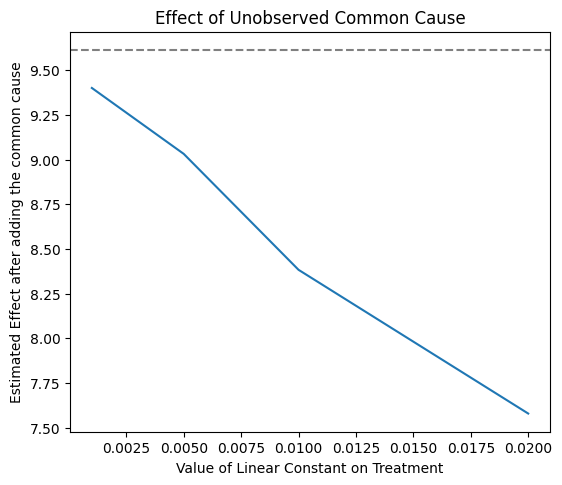 Effect of Unobserved Common Cause
Estimated Effect after adding the common cause
9.50
9.25
9.00
8.75
8.50
8.25
8.00
7.75
7.50
0.0025 0.0050 0.0075 0.0100 0.0125 0.0150 0.0175 0.0200
Value of Linear Constant on Treatment